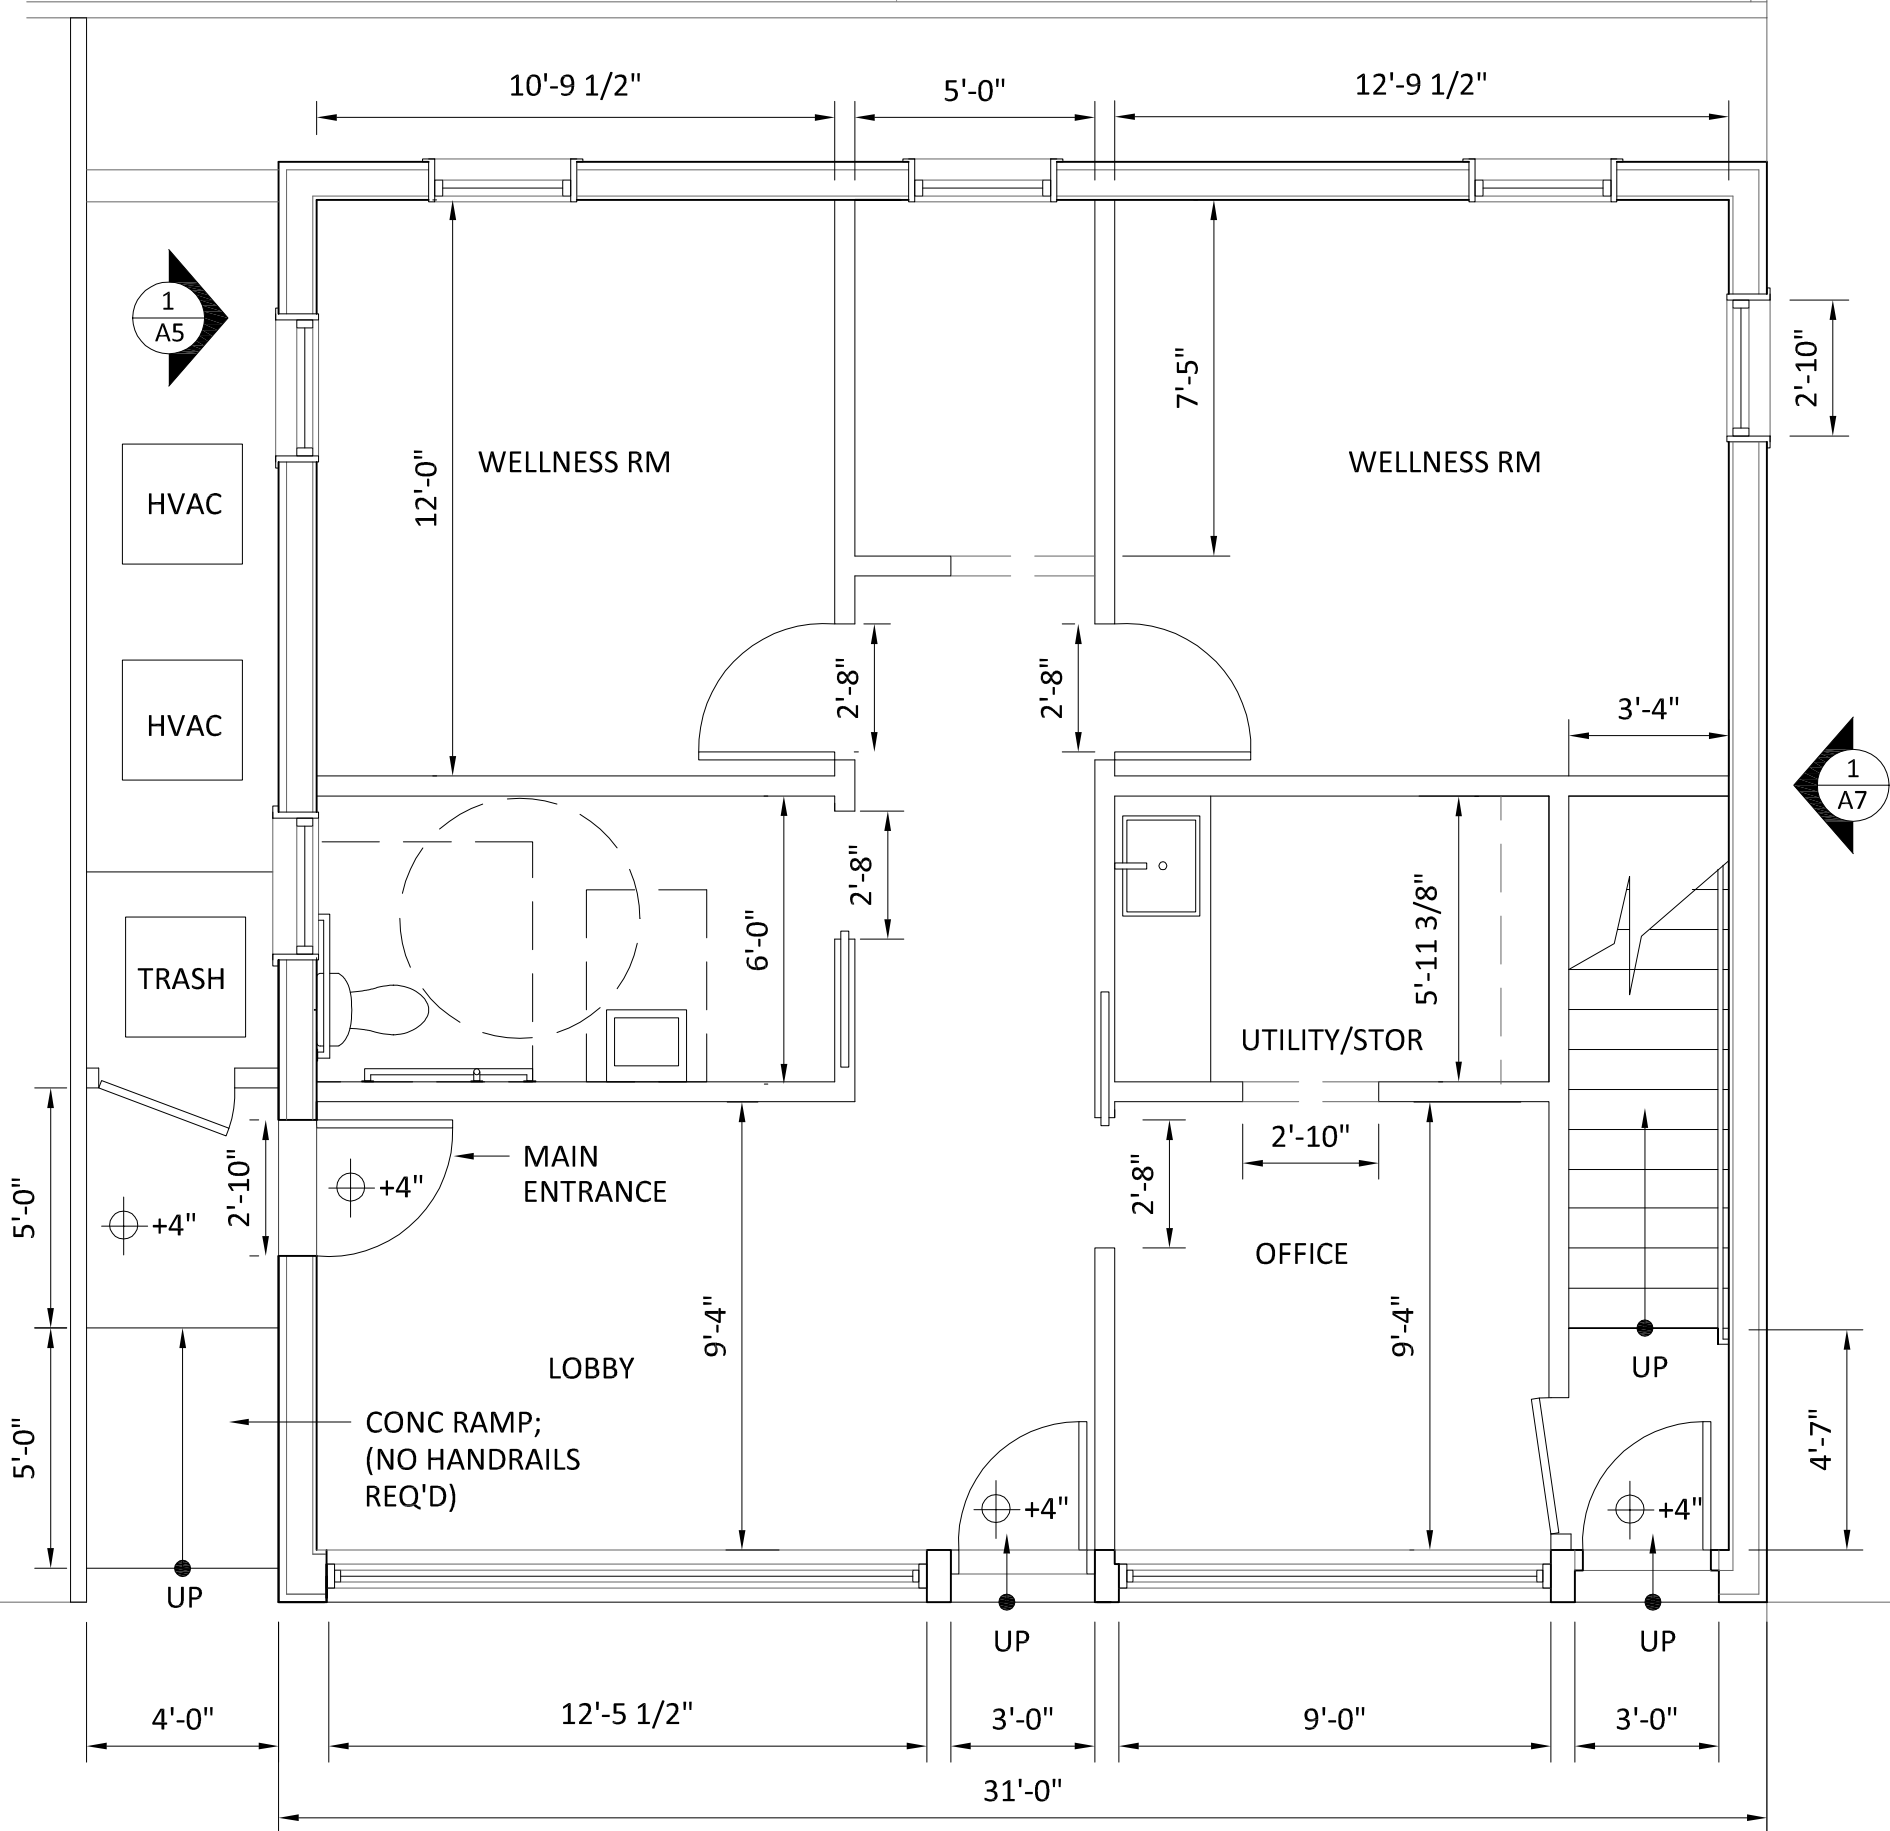 10'-9 1/2"
5'-0"
12'-9 1/2"
1
A5
7'-5"
2'-10"
12'-0"
WELLNESS RM
WELLNESS RM
HVAC
HVAC
2'-8"
2'-8"
3'-4"
1
A7
2'-8"
6'-0"
5'-11 3/8"
TRASH
UTILITY/STOR
MAIN
ENTRANCE
2'-10"
2'-8"
5'-0"
+4"
2'-10"
+4"
OFFICE
9'-4"
9'-4"
LOBBY
UP
CONC RAMP;
(NO HANDRAILS
REQ'D)
5'-0"
4'-7"
+4"
+4"
UP
UP
UP
4'-0"
12'-5 1/2"
3'-0"
9'-0"
3'-0"
31'-0"